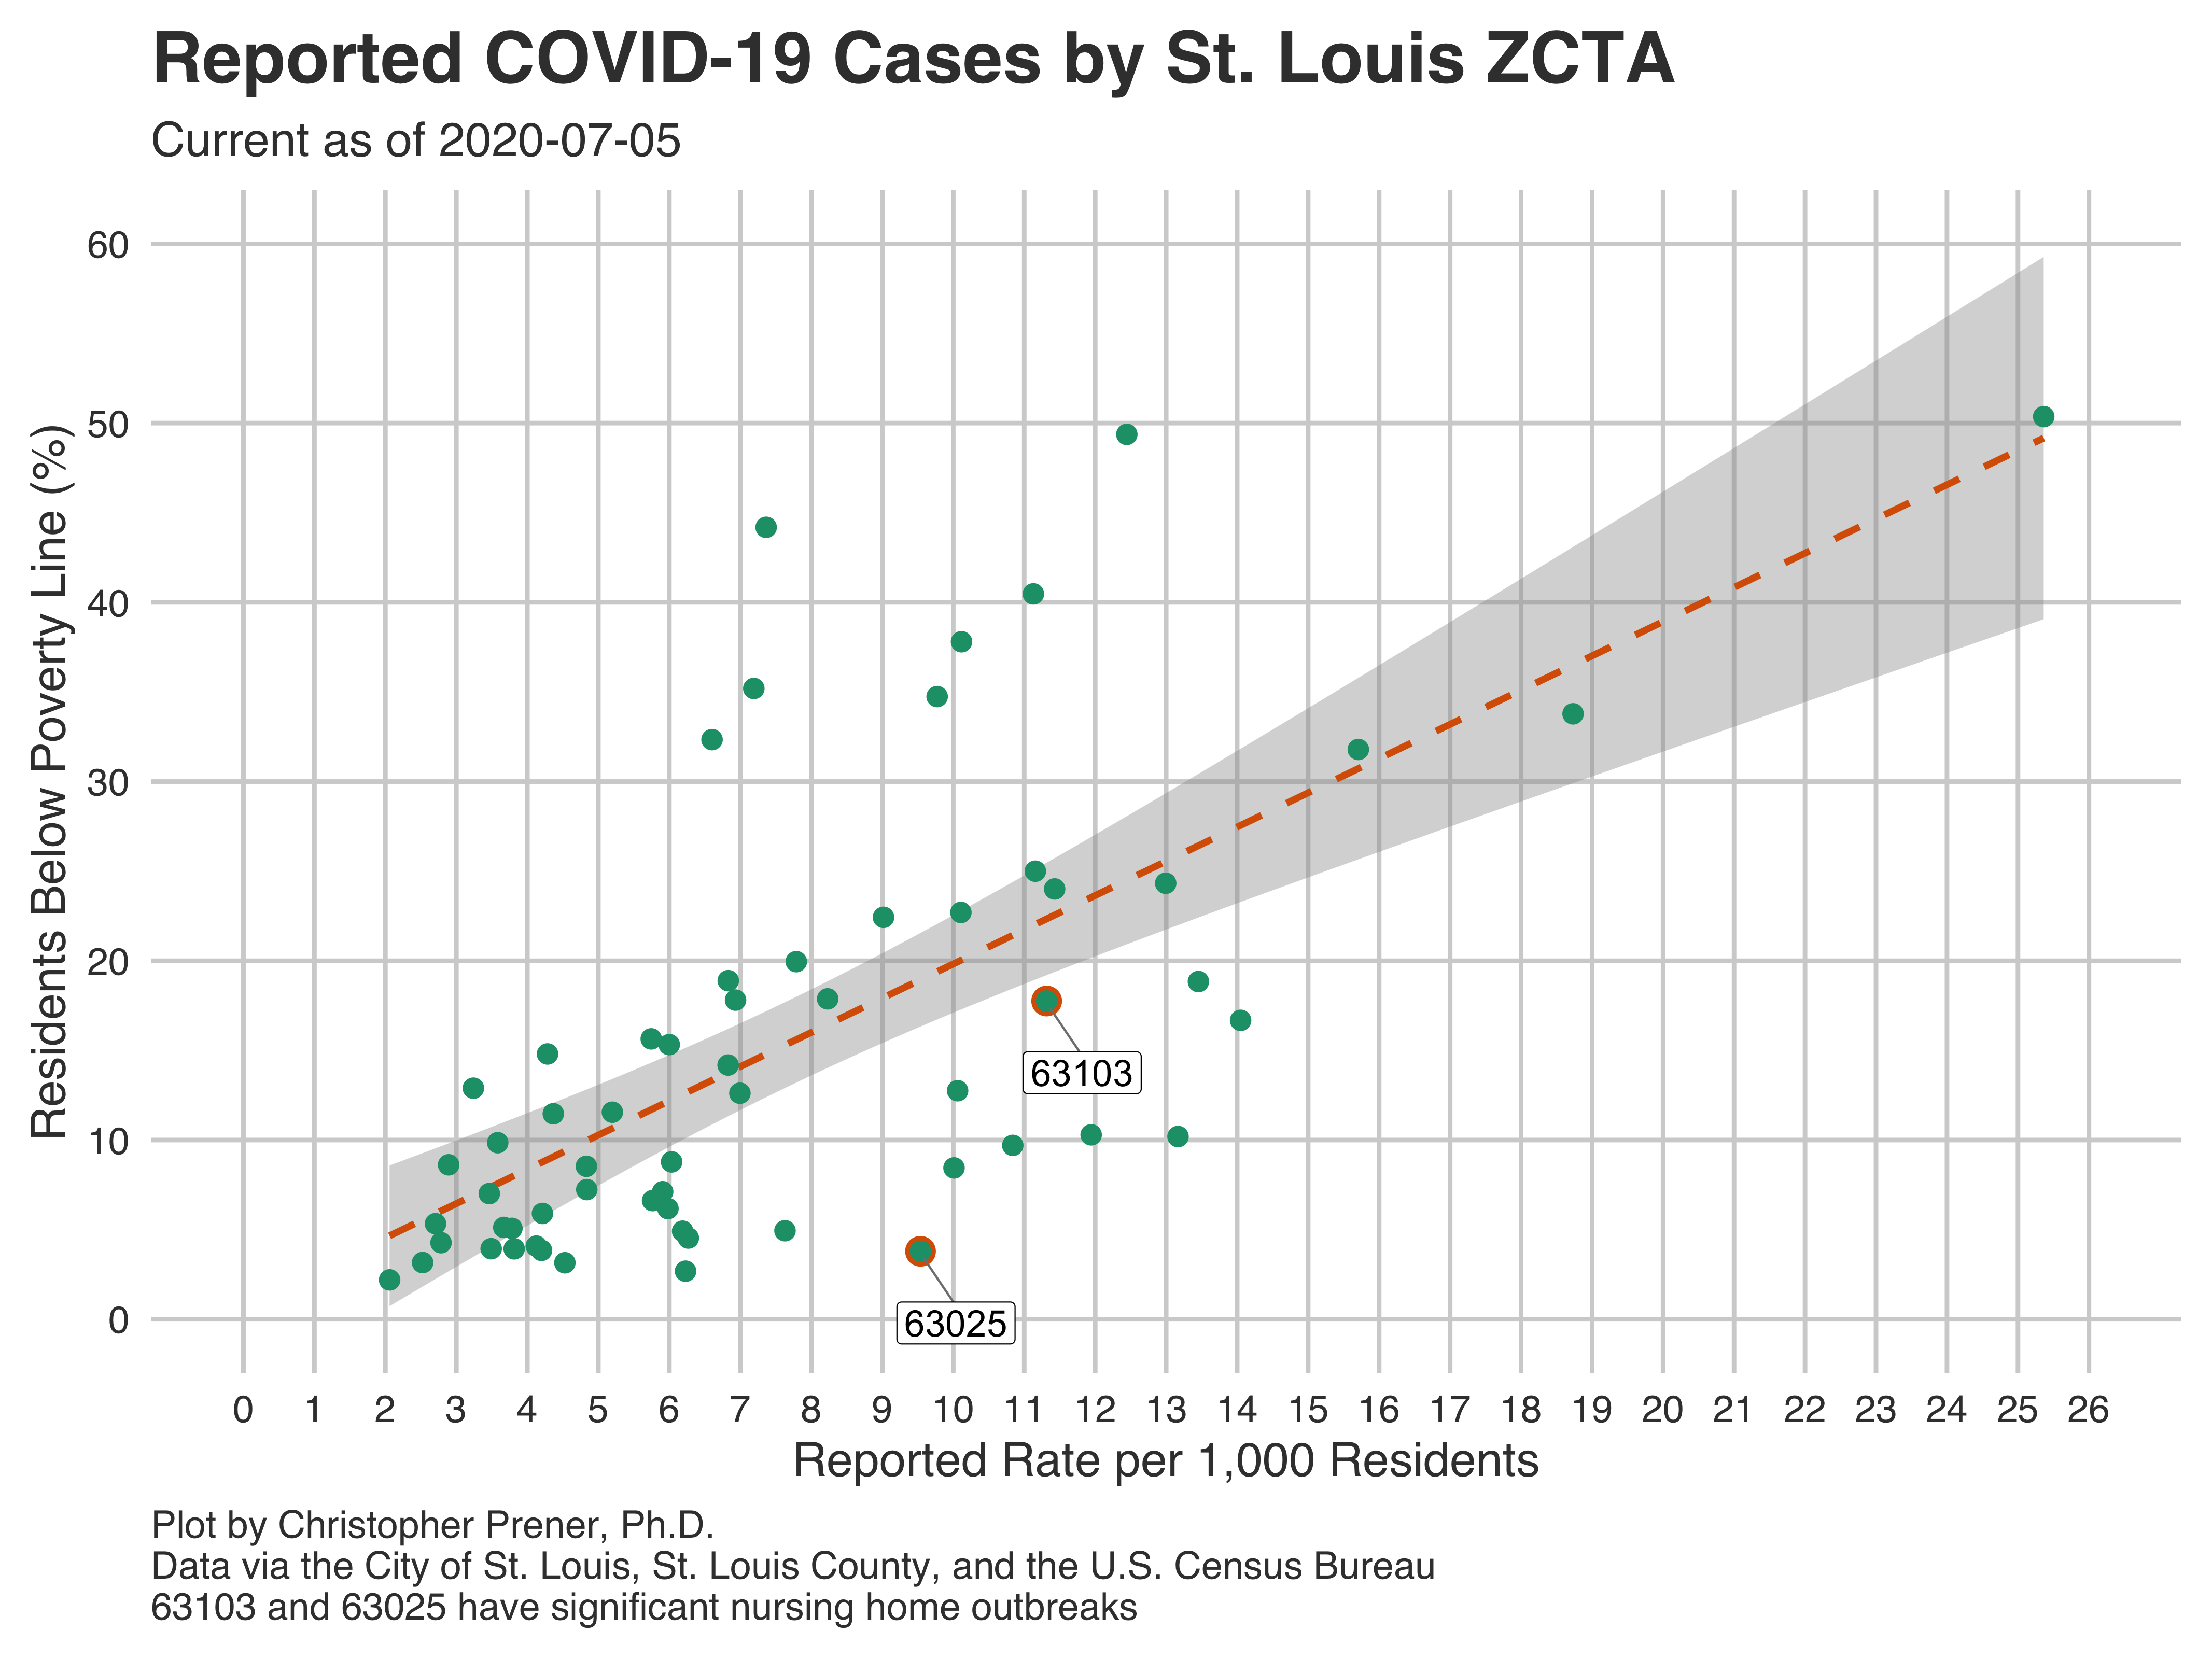 Reported COVID-19 Cases by St. Louis ZCTA
Current as of 2020-07-05
Residents Below Poverty Line (%)
60
50
40
30
20
10
0
63103
63025
0 1 2 3 4 5 6 7 8 9 10 11 12 13 14 15 16 17 18 19 20 21 22 23 24 25 26
Reported Rate per 1,000 Residents
Plot by Christopher Prener, Ph.D.
Data via the City of St. Louis, St. Louis County, and the U.S. Census Bureau
63103 and 63025 have significant nursing home outbreaks